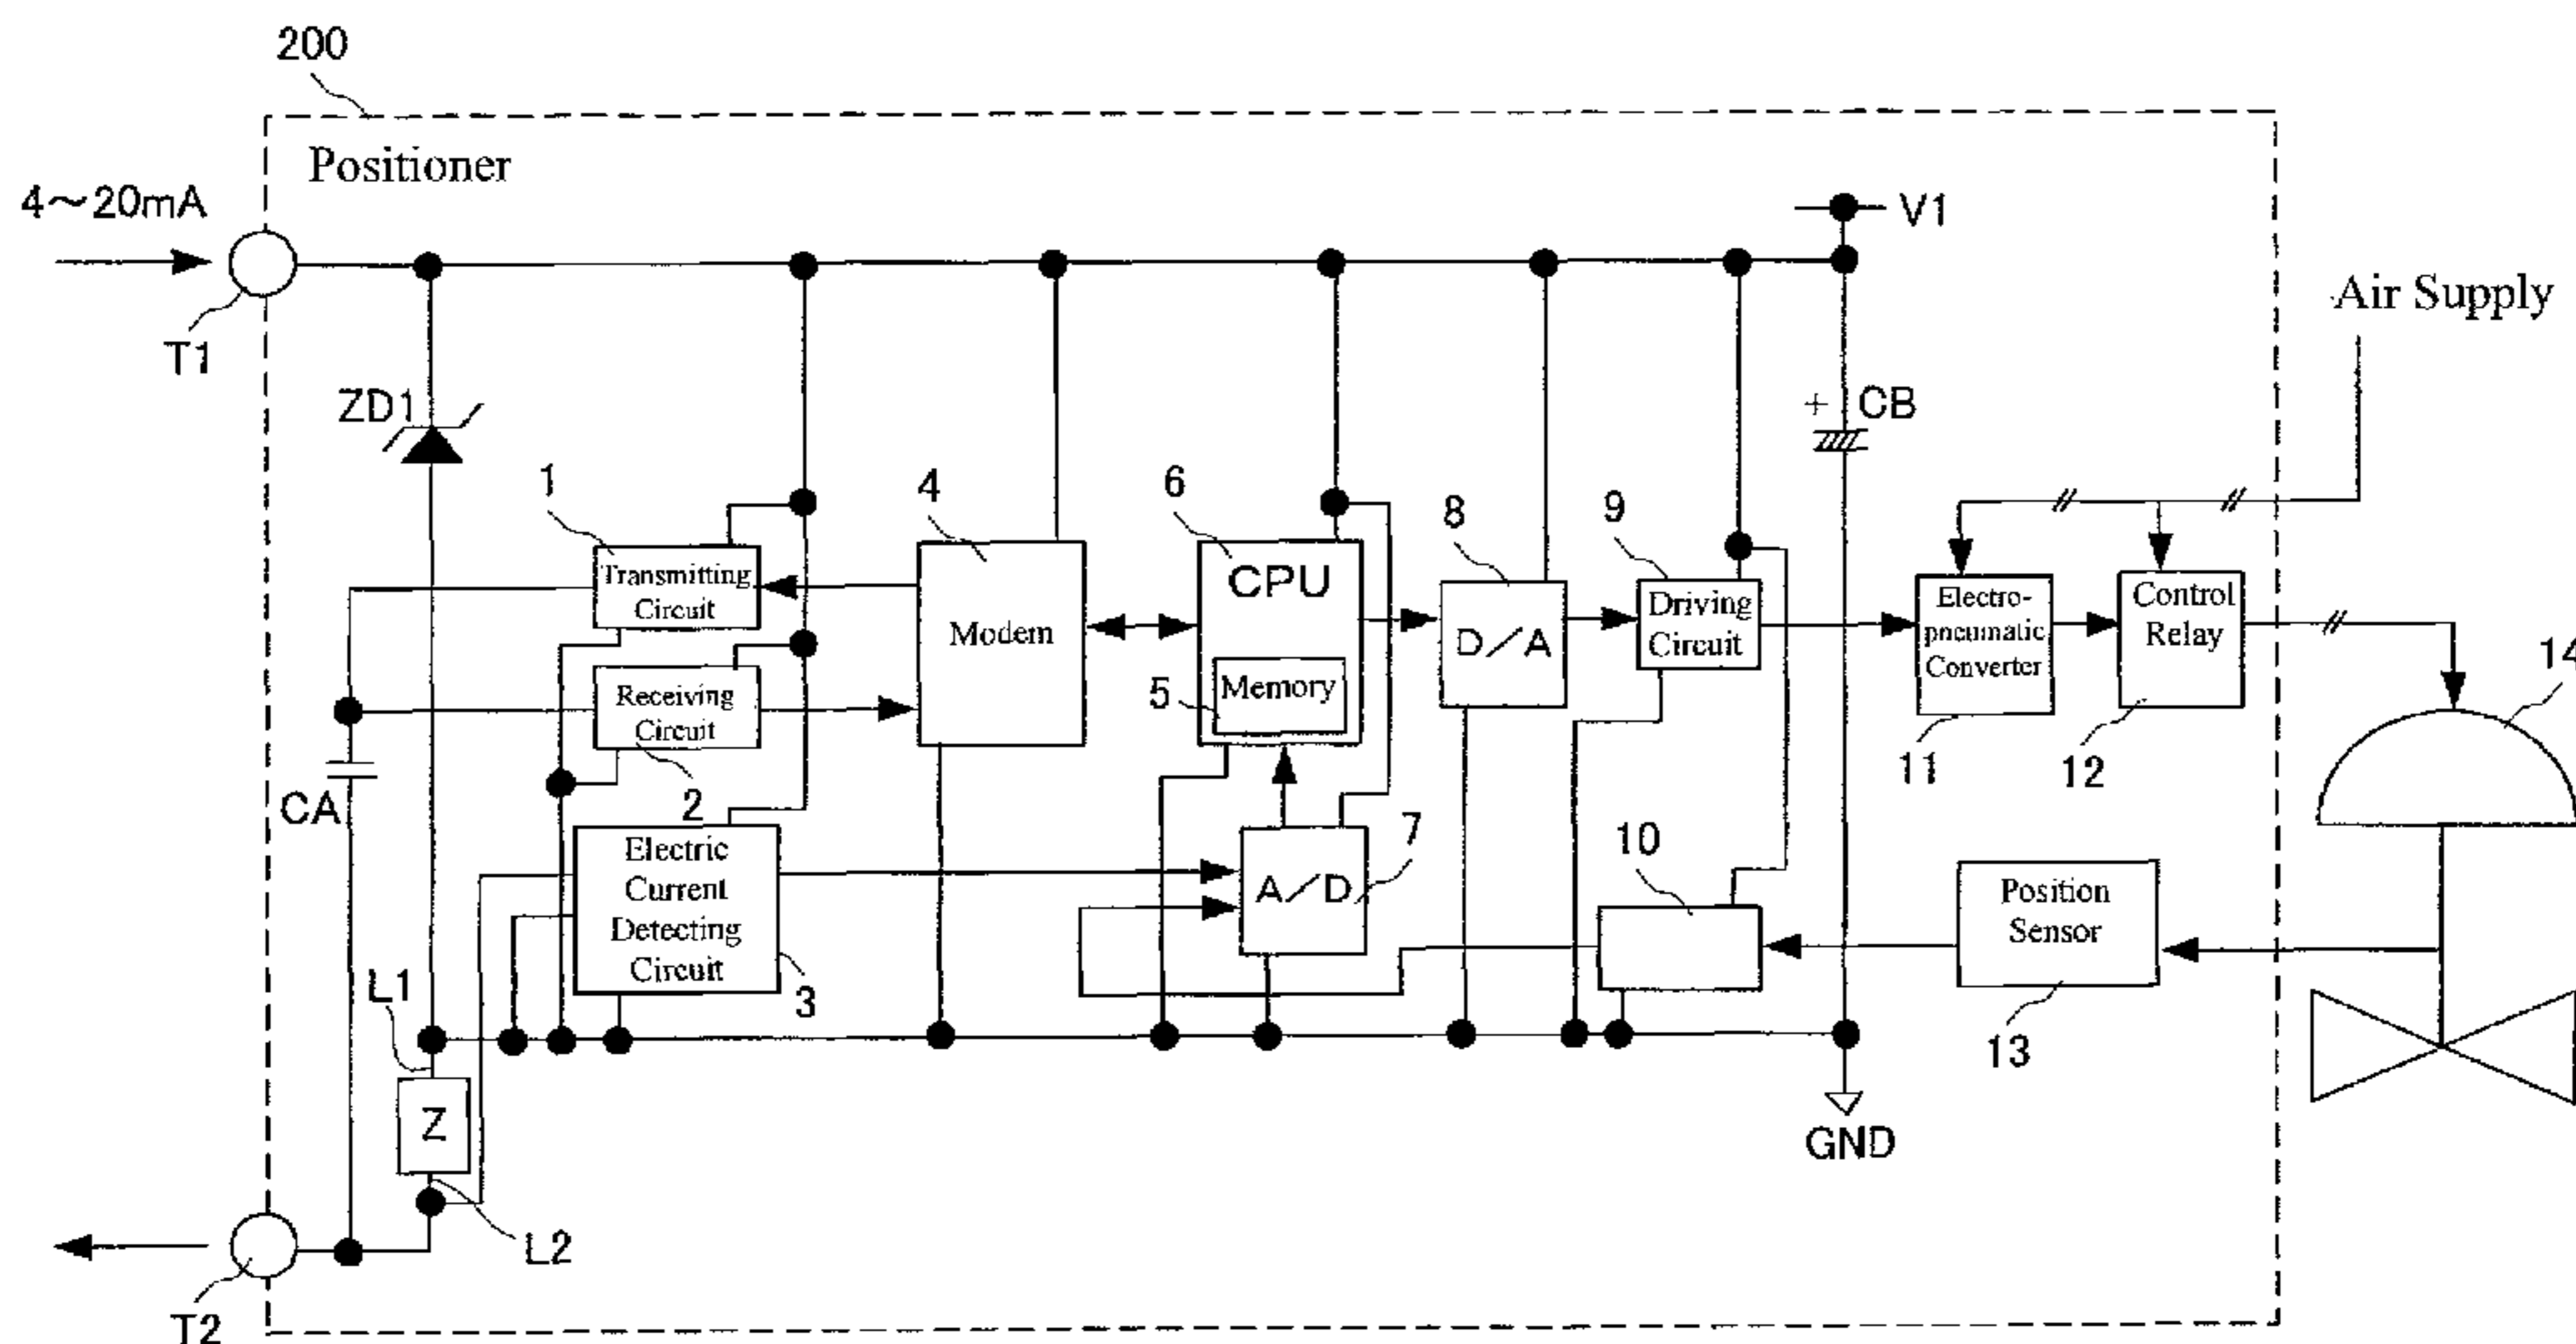 200
Positioner
4～20mA
V1
Air Supply
T1
ZD1
+ CB
1
4
6
8
9
Transmitting
Circuit
Modem
CPU
Memory
5
D/A
Driving
Circuit
Electro-
pneumatic
Converter
Control
Relay
14
Receiving
Circuit
11
12
CA
2
Electric
Current
Detecting
Circuit
3
A/D
7
10
Position
Sensor
13
L1
Z
GND
L2
T2